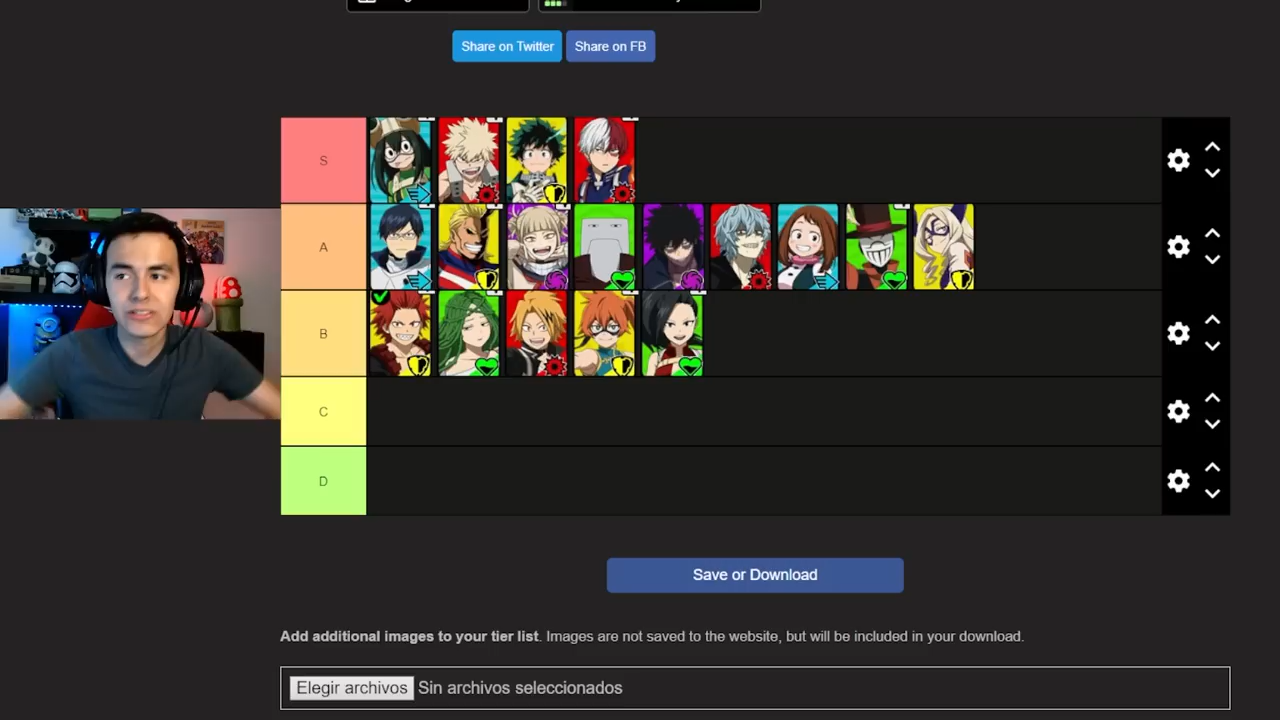 Share on Twitter
Share on FB
S
A
B
C
D
Save or Download
Add additional images to your tier list. Images are not saved to the website, but will be included in your download.
Elegir archivos Sin archivos seleccionados